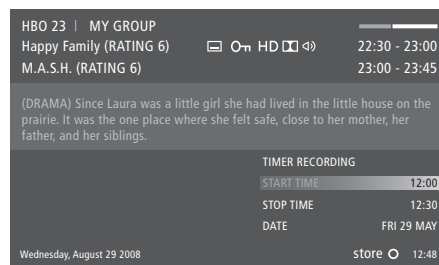 HBO 23 | MY GROUP
Happy Family (RATING 6) HD 22:30 - 23:00
M.A.S.H. (RATING 6) 23:00 - 23:45
(DRAMA) Since Laura was a little girl she had lived in the little house on the
prairie. It was the one place where she felt safe, close to her mother, her
father, and her siblings.
TIMER RECORDING
START TIME 12:00
STOP TIME 12:30
DATE FRI 29 MAY
Wednesday, August 29 2008 store 12:48